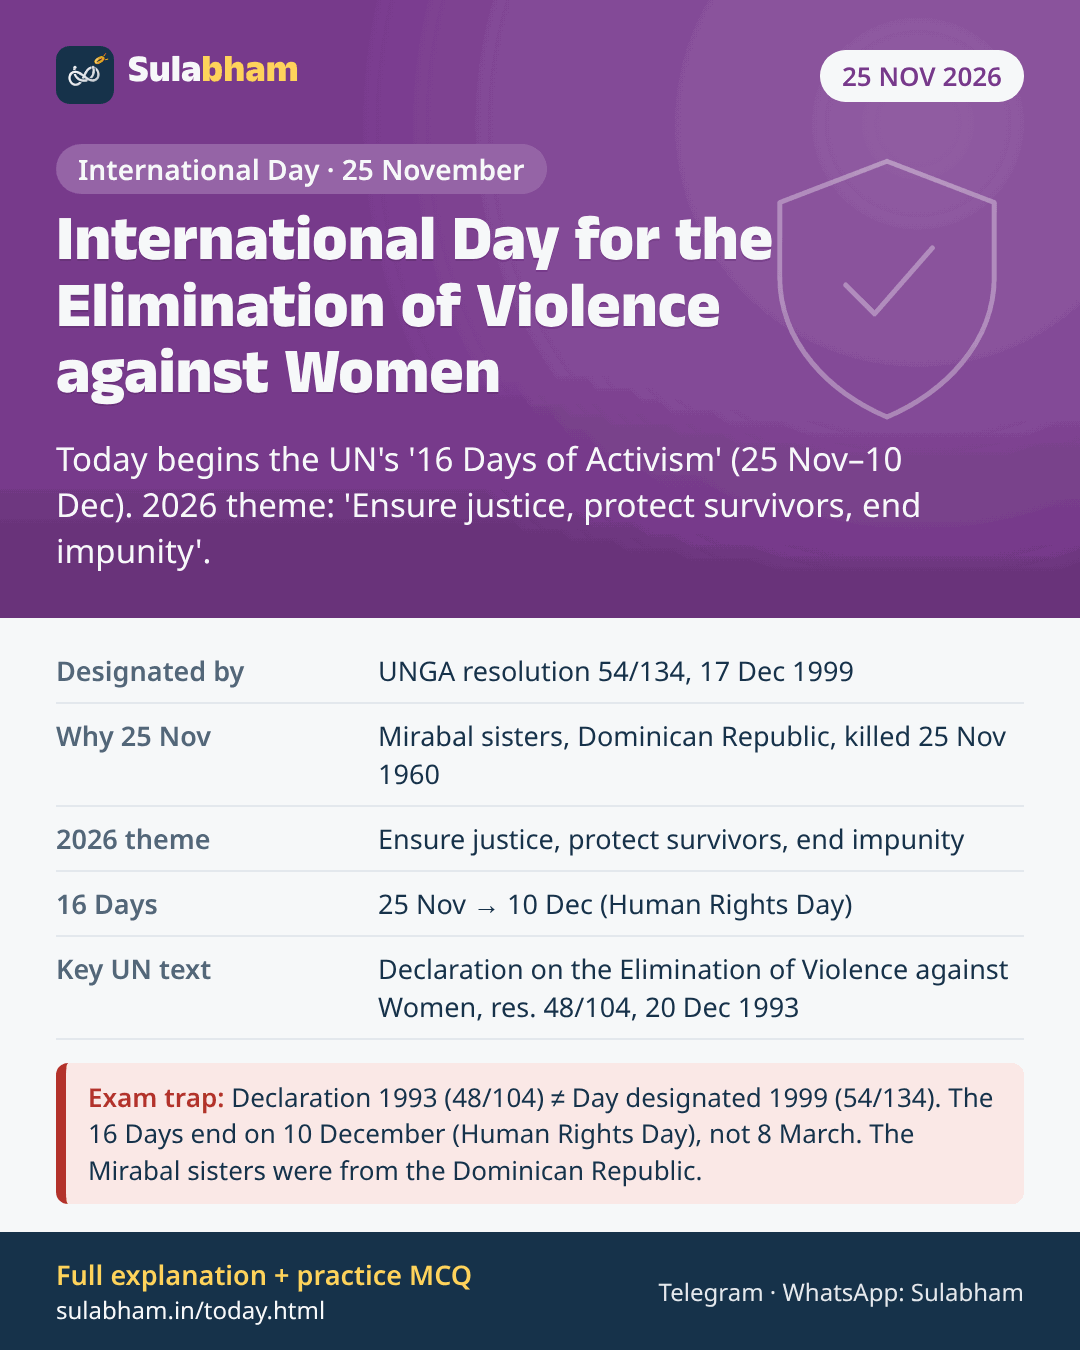 Sulabham
25 NOV 2026
International Day · 25 November
International Day for the
Elimination of Violence
against Women
Today begins the UN's '16 Days of Activism' (25 Nov–10
Dec). 2026 theme: 'Ensure justice, protect survivors, end
impunity'.
Designated by
UNGA resolution 54/134, 17 Dec 1999
Why 25 Nov
Mirabal sisters, Dominican Republic, killed 25 Nov
1960
2026 theme
Ensure justice, protect survivors, end impunity
16 Days
25 Nov → 10 Dec (Human Rights Day)
Key UN text
Declaration on the Elimination of Violence against
Women, res. 48/104, 20 Dec 1993
Exam trap: Declaration 1993 (48/104) ≠ Day designated 1999 (54/134). The
16 Days end on 10 December (Human Rights Day), not 8 March. The
Mirabal sisters were from the Dominican Republic.
Full explanation + practice MCQ
sulabham.in/today.html
Telegram · WhatsApp: Sulabham